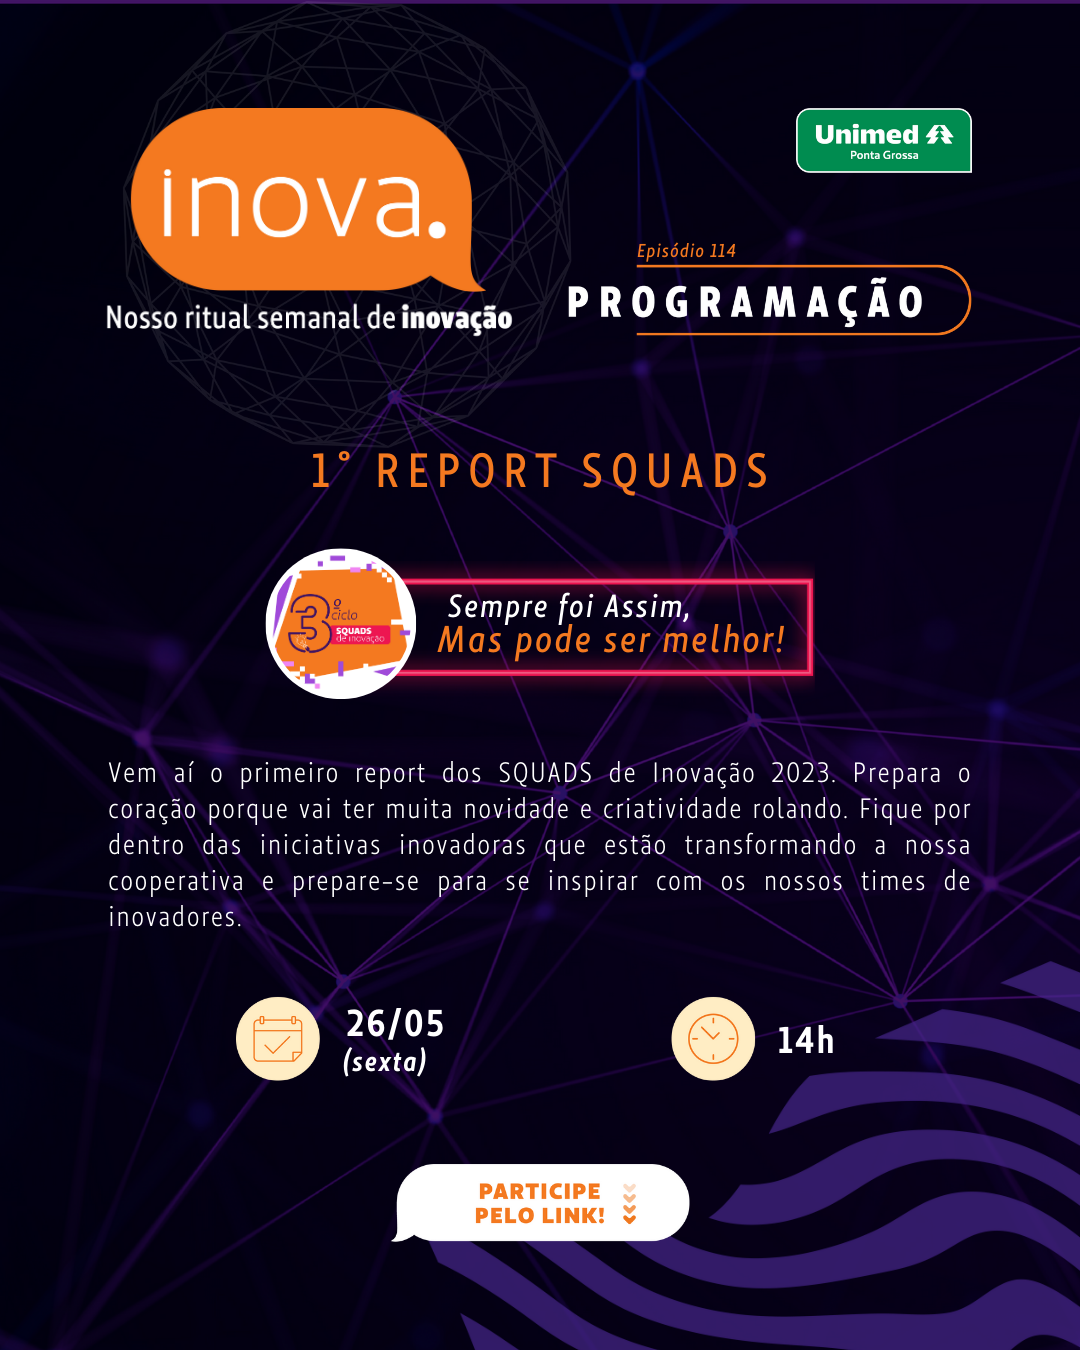 inova.
Nosso ritual semanal de inovação
Unimed
Ponta Grossa
Episódio 114
PROGRAMAÇÃO
1° REPORT SQUADS
3º
ciclo
SQUADS
de inovação
Sempre foi Assim,
Mas pode ser melhor!
Vem aí o primeiro report dos SQUADS de Inovação 2023. Prepara o
coração porque vai ter muita novidade e criatividade rolando. Fique por
dentro das iniciativas inovadoras que estão transformando a nossa
cooperativa e prepare-se para se inspirar com os nossos times de
inovadores.
26/05
(sexta)
14h
PARTICIPE
PELO LINK!